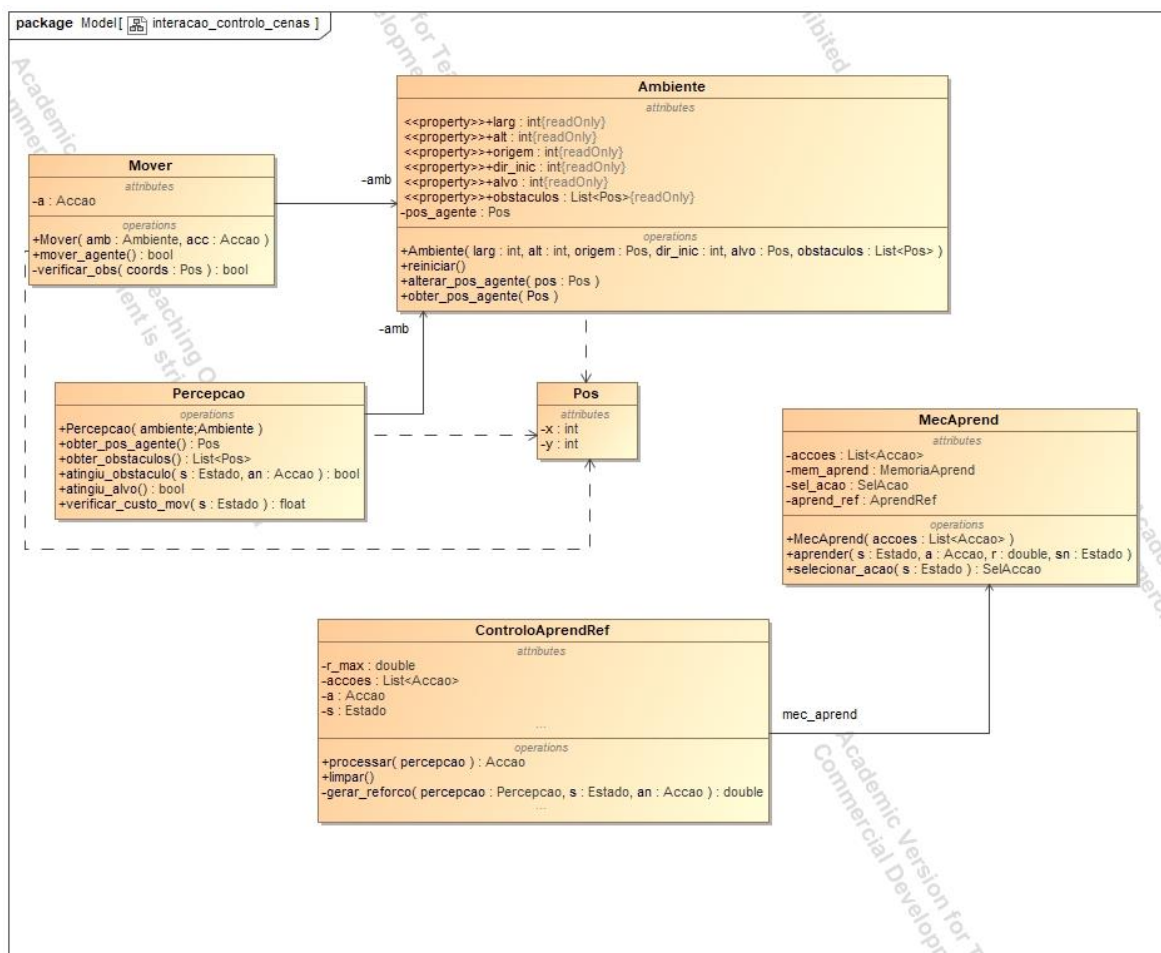 package Model[ interacao_controlo_cenas ]
Ambiente
attributes
<<property>>+larg : int{readOnly}
<<property>>+alt : int{readOnly}
<<property>>+origem : int{readOnly}
<<property>>+dir_inic : int{readOnly}
<<property>>+alvo : int{readOnly}
<<property>>+obstaculos : List<Pos>{readOnly}
-pos_agente : Pos
operations
+Ambiente( larg : int, alt : int, origem : Pos, dir_inic : int, alvo : Pos, obstaculos : List<Pos> )
+reiniciar()
+alterar_pos_agente( pos : Pos )
+obter_pos_agente( Pos )
Mover
attributes
-a : Accao
operations
+Mover( amb : Ambiente, acc : Accao )
+mover_agente() : bool
-verificar_obs( coords : Pos ) : bool
-amb
-amb
Percepcao
operations
+Percepcao( ambiente;Ambiente )
+obter_pos_agente() : Pos
+obter_obstaculos() : List<Pos>
+atingiu_obstaculo( s : Estado, an : Accao ) : bool
+atingiu_alvo() : bool
+verificar_custo_mov( s : Estado ) : float
Pos
attributes
-x : int
-y : int
MecAprend
attributes
-accoes : List<Accao>
-mem_aprend : MemoriaAprend
-sel_acao : SelAcao
-aprend_ref : AprendRef
operations
+MecAprend( accoes : List<Accao> )
+aprender( s : Estado, a : Accao, r : double, sn : Estado )
+selecionar_acao( s : Estado ) : SelAccao
ControloAprendRef
attributes
-r_max : double
-accoes : List<Accao>
-a : Accao
-s : Estado
...
operations
+processar( percepcao ) : Accao
+limpar()
-gerar_reforco( percepcao : Percepcao, s : Estado, an : Accao ) : double
...
mec_aprend
Academic Version for T
Commercial Developm